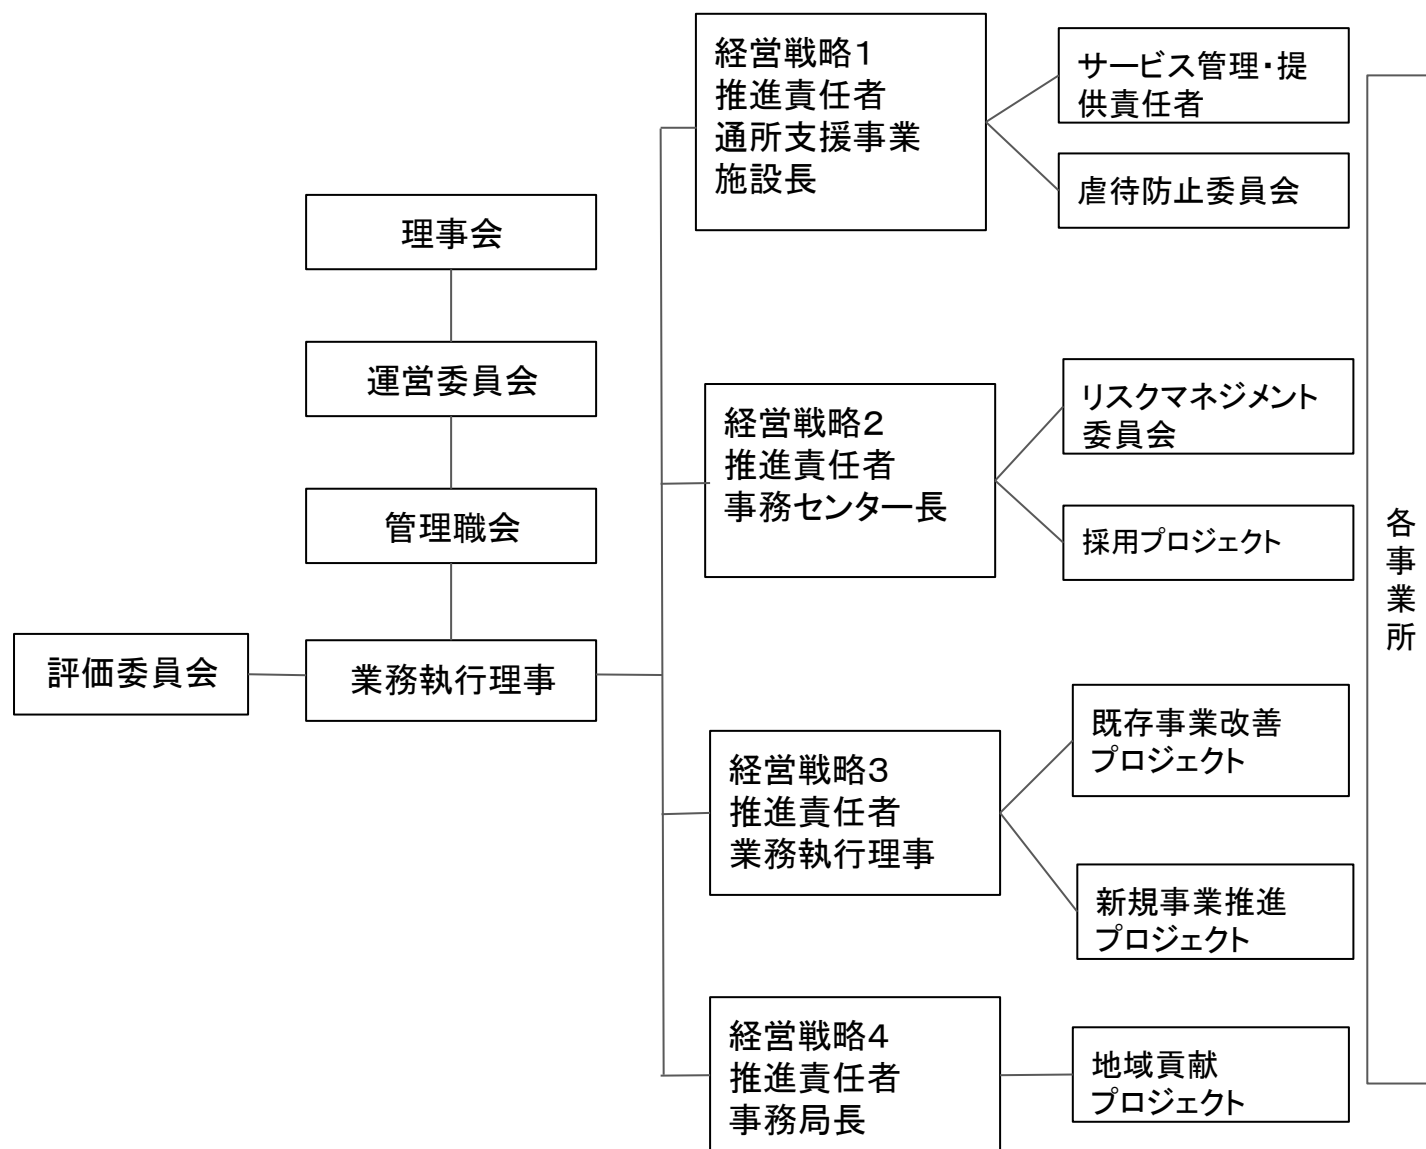 理事会
運営委員会
管理職会
評価委員会
業務執行理事
経営戦略1
推進責任者
通所支援事業
施設長
サービス管理・提
供責任者
虐待防止委員会
経営戦略2
推進責任者
事務センター長
リスクマネジメント
委員会
採用プロジェクト
経営戦略3
推進責任者
業務執行理事
既存事業改善
プロジェクト
新規事業推進
プロジェクト
経営戦略4
推進責任者
事務局長
地域貢献
プロジェクト
各事業所